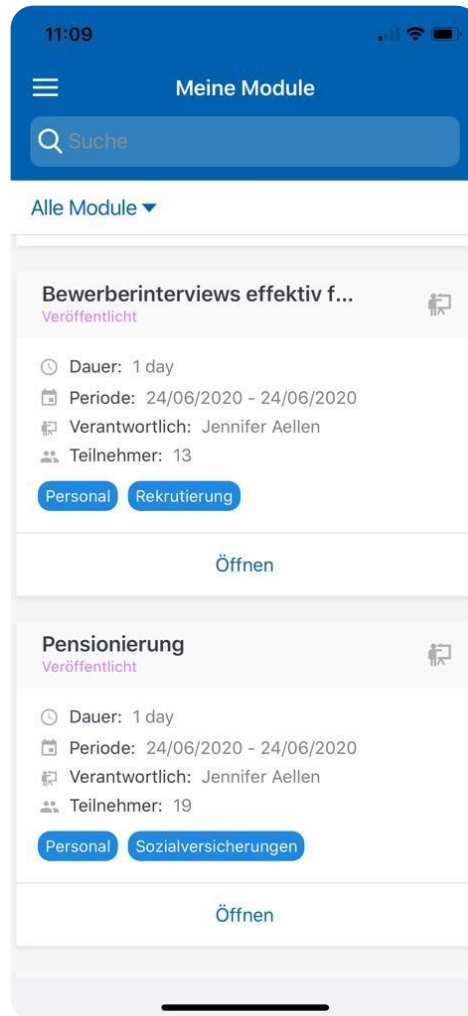 11:09
Meine Module
Suche
Alle Module
Bewerberinterviews effektiv f...
Veröffentlicht
Dauer: 1 day
Periode: 24/06/2020 - 24/06/2020
Verantwortlich: Jennifer Aellen
Teilnehmer: 13
Personal Rekrutierung
Öffnen
Pensionierung
Veröffentlicht
Dauer: 1 day
Periode: 24/06/2020 - 24/06/2020
Verantwortlich: Jennifer Aellen
Teilnehmer: 19
Personal Sozialversicherungen
Öffnen